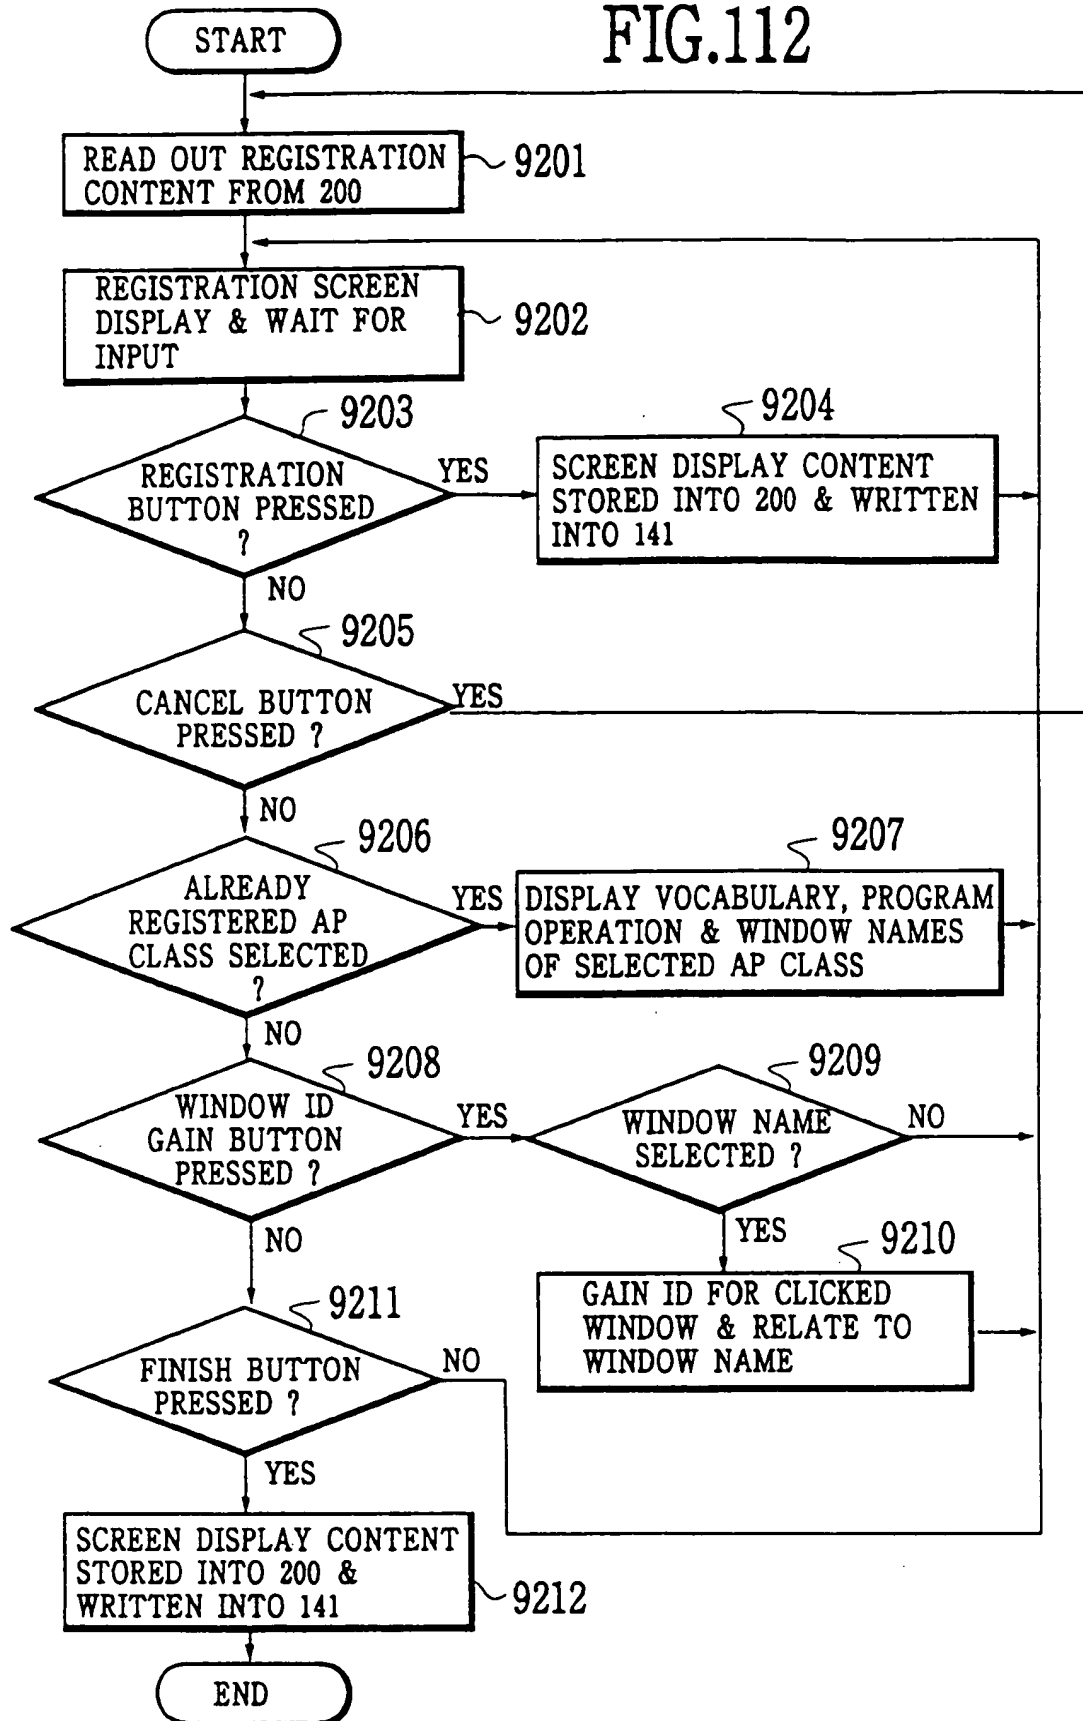 FIG.112
START
READ OUT REGISTRATION
CONTENT FROM 200
9201
REGISTRATION SCREEN
DISPLAY & WAIT FOR
INPUT
9202
9203
REGISTRATION
BUTTON PRESSED
?
YES
NO
9204
SCREEN DISPLAY CONTENT
STORED INTO 200 & WRITTEN
INTO 141
9205
CANCEL BUTTON
PRESSED ?
YES
NO
9206
ALREADY
REGISTERED AP
CLASS SELECTED
?
YES
NO
9207
DISPLAY VOCABULARY, PROGRAM
OPERATION & WINDOW NAMES
OF SELECTED AP CLASS
9208
WINDOW ID
GAIN BUTTON
PRESSED ?
YES
NO
9209
WINDOW NAME
SELECTED ?
NO
YES
9210
GAIN ID FOR CLICKED
WINDOW & RELATE TO
WINDOW NAME
9211
FINISH BUTTON
PRESSED ?
NO
YES
SCREEN DISPLAY CONTENT
STORED INTO 200 &
WRITTEN INTO 141
9212
END